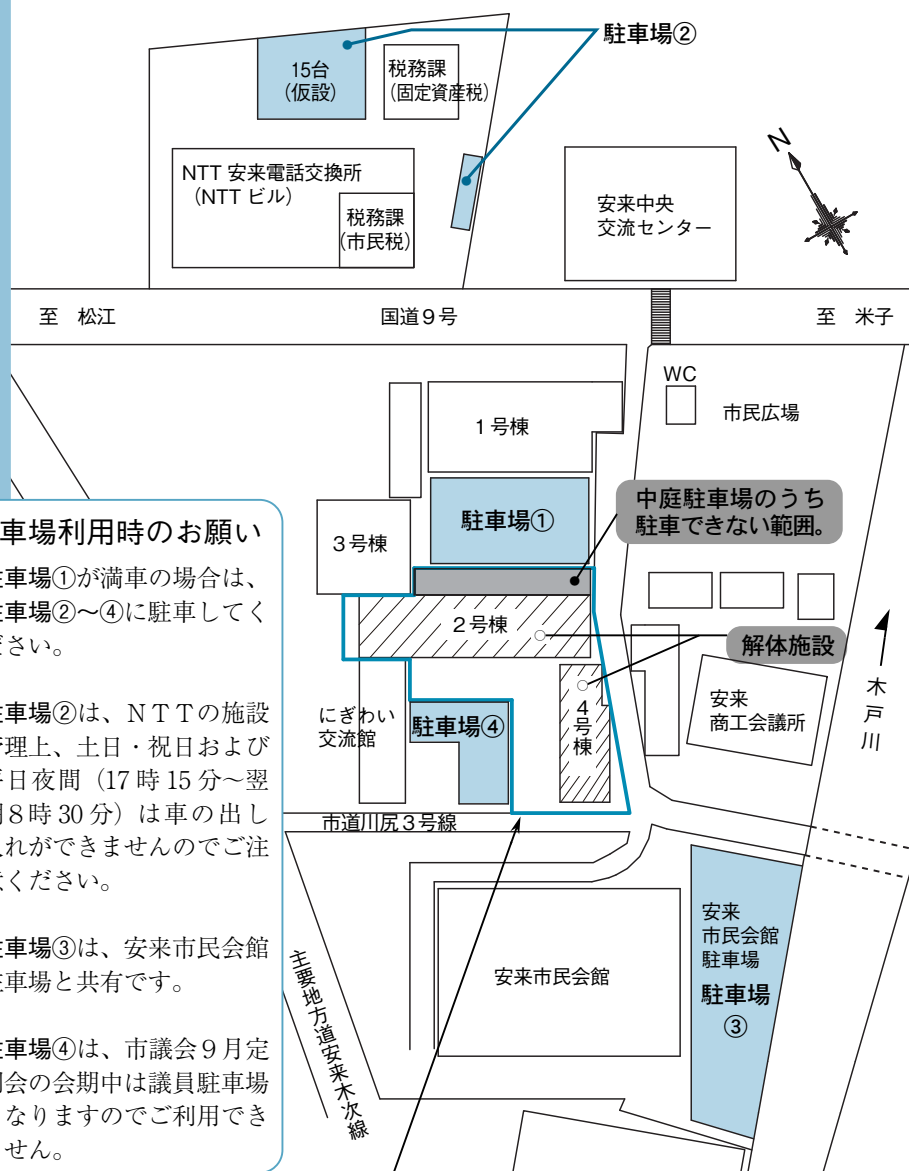 駐車場②
15台
(仮設)
税務課
(固定資産税)
NTT 安来電話交換所
(NTT ビル)
税務課
(市民税)
安来中央
交流センター
N
至 松江
国道9号
至 米子
WC
市民広場
1号棟
駐車場①
中庭駐車場のうち
駐車できない範囲。
3号棟
2号棟
解体施設
4号棟
にぎわい
交流館
駐車場④
安来
商工会議所
木戸川
市道川尻3号線
安来市民会館
安来
市民会館
駐車場
駐車場
③
主要地方道安来木次線
車場利用時のお願い
車場①が満車の場合は、
車場②～④に駐車してく
ださい。
車場②は、NTTの施設
管理上、土日・祝日および
平日夜間（17時15分～翌
朝8時30分）は車の出し
入れができませんのでご注
意ください。
車場③は、安来市民会館
車場と共有です。
車場④は、市議会9月定
例会の会期中は議員駐車場
となりますのでご利用でき
ません。